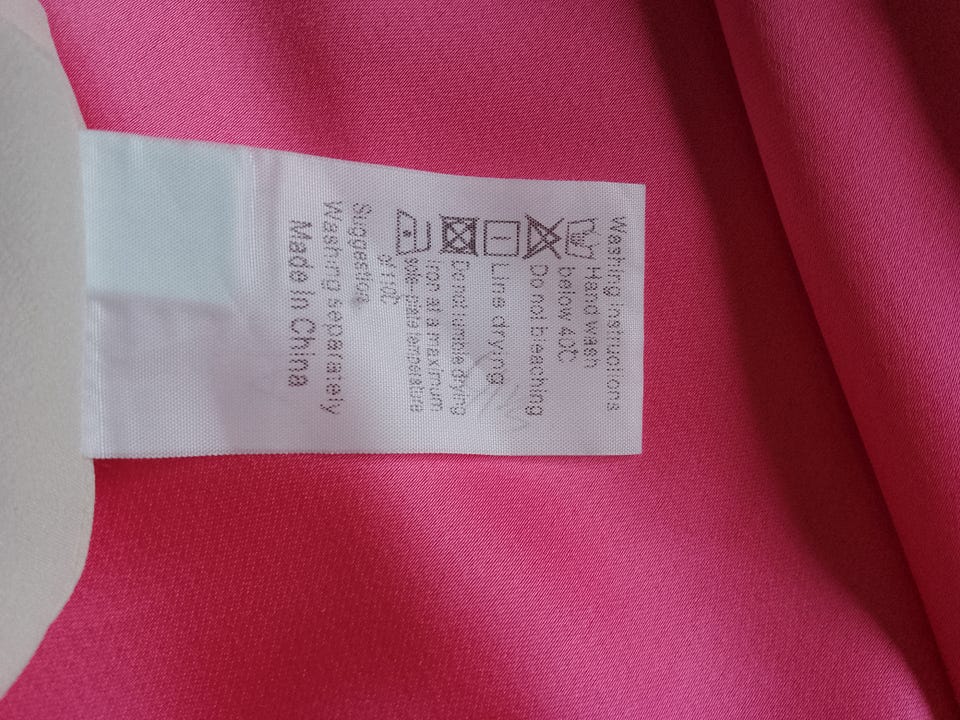 Washing instructions
Hand wash
below 40℃
Do not bleaching
Line drying
Do not tumble drying
iron at a maximum
sole-plate temperature
of 110℃
Suggestion
Washing separately
Made in China